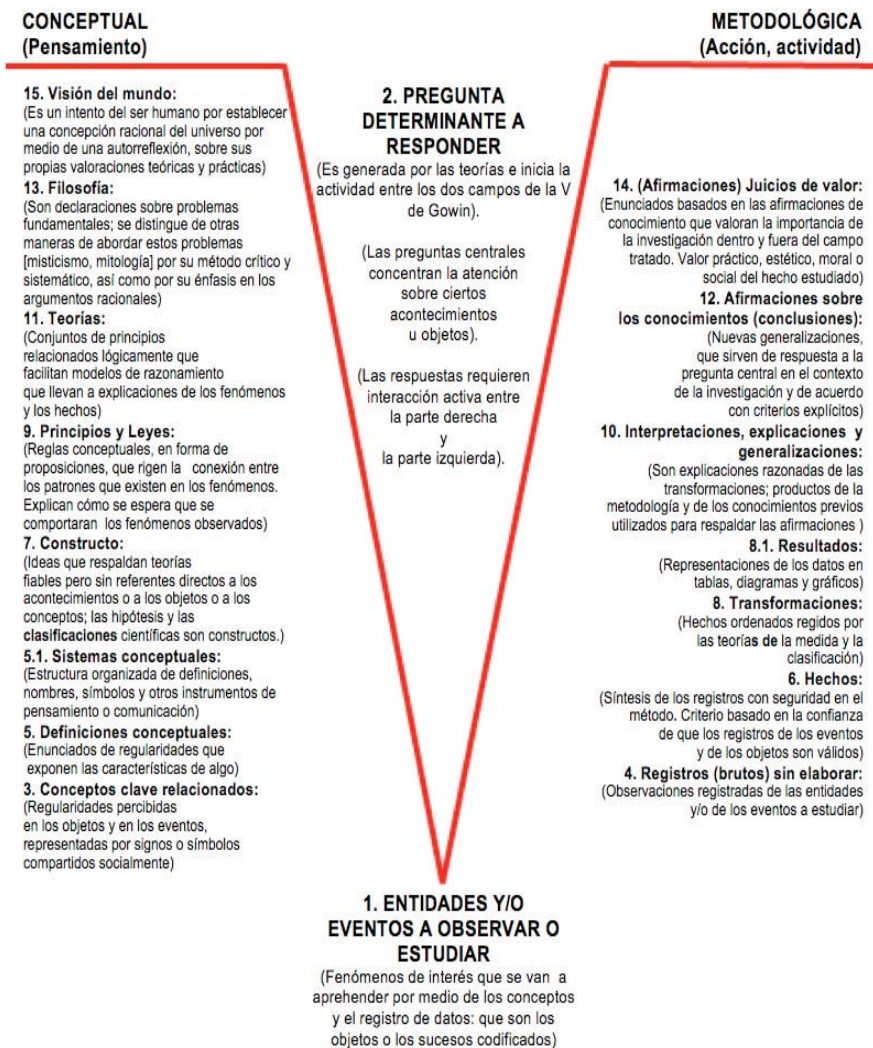 CONCEPTUAL
(Pensamiento)
15. Visión del mundo:
(Es un intento del ser humano por establecer
una concepción racional del universo por
medio de una autorreflexión, sobre sus
propias valoraciones teóricas y prácticas)
13. Filosofía:
(Son declaraciones sobre problemas
fundamentales; se distingue de otras
maneras de abordar estos problemas
[misticismo, mitología] por su método crítico y
sistemático, así como por su énfasis en los
argumentos racionales)
11. Teorías:
(Conjuntos de principios
relacionados lógicamente que
facilitan modelos de razonamiento
que llevan a explicaciones de los fenómenos
y los hechos)
9. Principios y Leyes:
(Reglas conceptuales, en forma de
proposiciones, que rigen la conexión entre
los patrones que existen en los fenómenos.
Explican cómo se espera que se
comportaran los fenómenos observados)
7. Constructo:
(Ideas que respaldan teorías
fiables pero sin referentes directos a los
acontecimientos o a los objetos o a los
conceptos; las hipótesis y las
clasificaciones científicas son constructos.)
5.1. Sistemas conceptuales:
(Estructura organizada de definiciones,
nombres, símbolos y otros instrumentos de
pensamiento o comunicación)
5. Definiciones conceptuales:
(Enunciados de regularidades que
exponen las características de algo)
3. Conceptos clave relacionados:
(Regularidades percibidas
en los objetos y en los eventos,
representadas por signos o símbolos
compartidos socialmente)
2. PREGUNTA
DETERMINANTE A
RESPONDER
(Es generada por las teorías e inicia la
actividad entre los dos campos de la V
de Gowin).
(Las preguntas centrales
concentran la atención
sobre ciertos
acontecimientos
u objetos).
(Las respuestas requieren
interacción activa entre
la parte derecha
y
la parte izquierda).
METODOLÓGICA
(Acción, actividad)
14. (Afirmaciones) Juicios de valor:
(Enunciados basados en las afirmaciones de
conocimiento que valoran la importancia de
la investigación dentro y fuera del campo
tratado. Valor práctico, estético, moral o
social del hecho estudiado)
12. Afirmaciones sobre
los conocimientos (conclusiones):
(Nuevas generalizaciones,
que sirven de respuesta a la
pregunta central en el contexto
de la investigación y de acuerdo
con criterios explícitos)
10. Interpretaciones, explicaciones y
generalizaciones:
(Son explicaciones razonadas de las
transformaciones; productos de la
metodología y de los conocimientos previos
utilizados para respaldar las afirmaciones )
8.1. Resultados:
(Representaciones de los datos en
tablas, diagramas y gráficos)
8. Transformaciones:
(Hechos ordenados regidos por
las teorías de la medida y la
clasificación)
6. Hechos:
(Síntesis de los registros con seguridad en el
método. Criterio basado en la confianza
de que los registros de los eventos
y de los objetos son válidos)
4. Registros (brutos) sin elaborar:
(Observaciones registradas de las entidades
y/o de los eventos a estudiar)
1. ENTIDADES Y/O
EVENTOS A OBSERVAR O
ESTUDIAR
(Fenómenos de interés que se van a
aprehender por medio de los conceptos
y el registro de datos: que son los
objetos o los sucesos codificados)